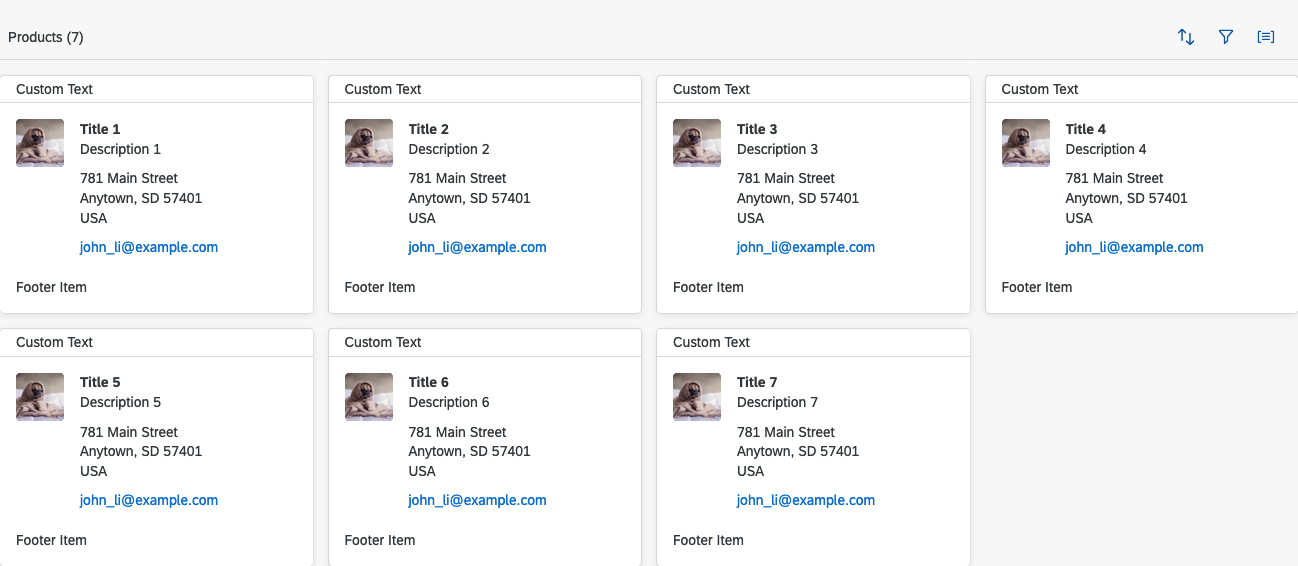 Products (7)
Custom Text
Title 1
Description 1
781 Main Street
Anytown, SD 57401
USA
john_li@example.com
Footer Item
Custom Text
Title 2
Description 2
781 Main Street
Anytown, SD 57401
USA
john_li@example.com
Footer Item
Custom Text
Title 3
Description 3
781 Main Street
Anytown, SD 57401
USA
john_li@example.com
Footer Item
Custom Text
Title 4
Description 4
781 Main Street
Anytown, SD 57401
USA
john_li@example.com
Footer Item
Custom Text
Title 5
Description 5
781 Main Street
Anytown, SD 57401
USA
john_li@example.com
Footer Item
Custom Text
Title 6
Description 6
781 Main Street
Anytown, SD 57401
USA
john_li@example.com
Footer Item
Custom Text
Title 7
Description 7
781 Main Street
Anytown, SD 57401
USA
john_li@example.com
Footer Item